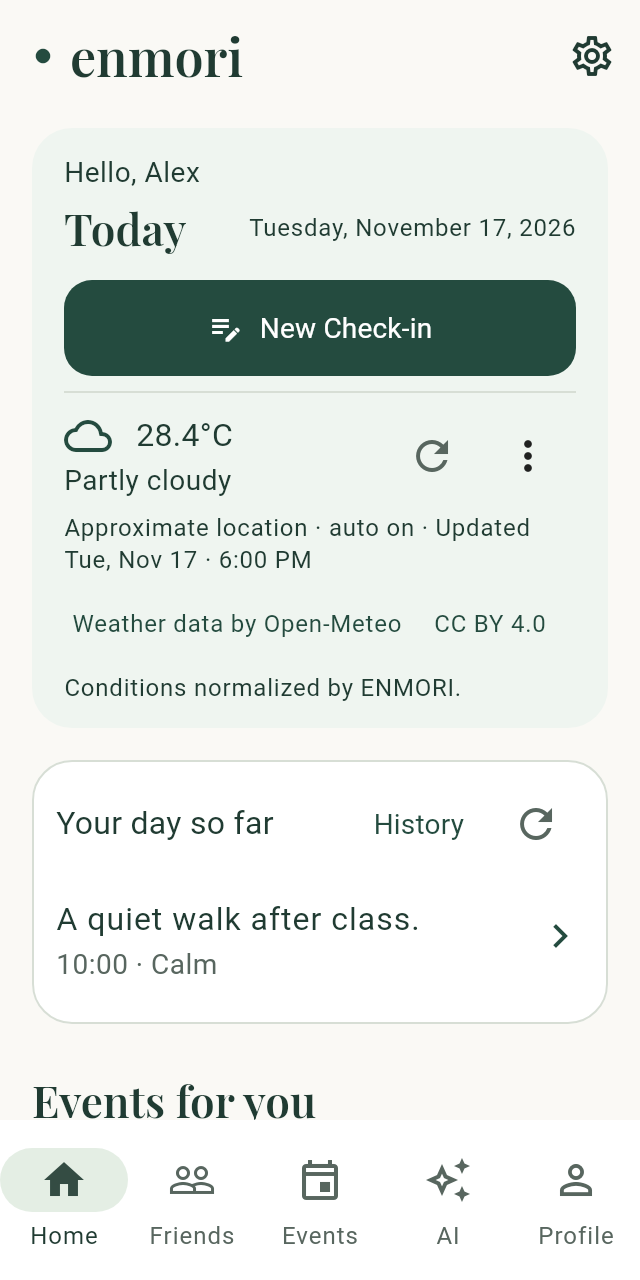 enmori
Hello, Alex
Today
Tuesday, November 17, 2026
New Check-in
28.4°C
Partly cloudy
Approximate location · auto on · Updated
Tue, Nov 17 · 6:00 PM
Weather data by Open-Meteo
CC BY 4.0
Conditions normalized by ENMORI.
Your day so far
History
A quiet walk after class.
10:00 · Calm
Events for you
Home
Friends
Events
AI
Profile